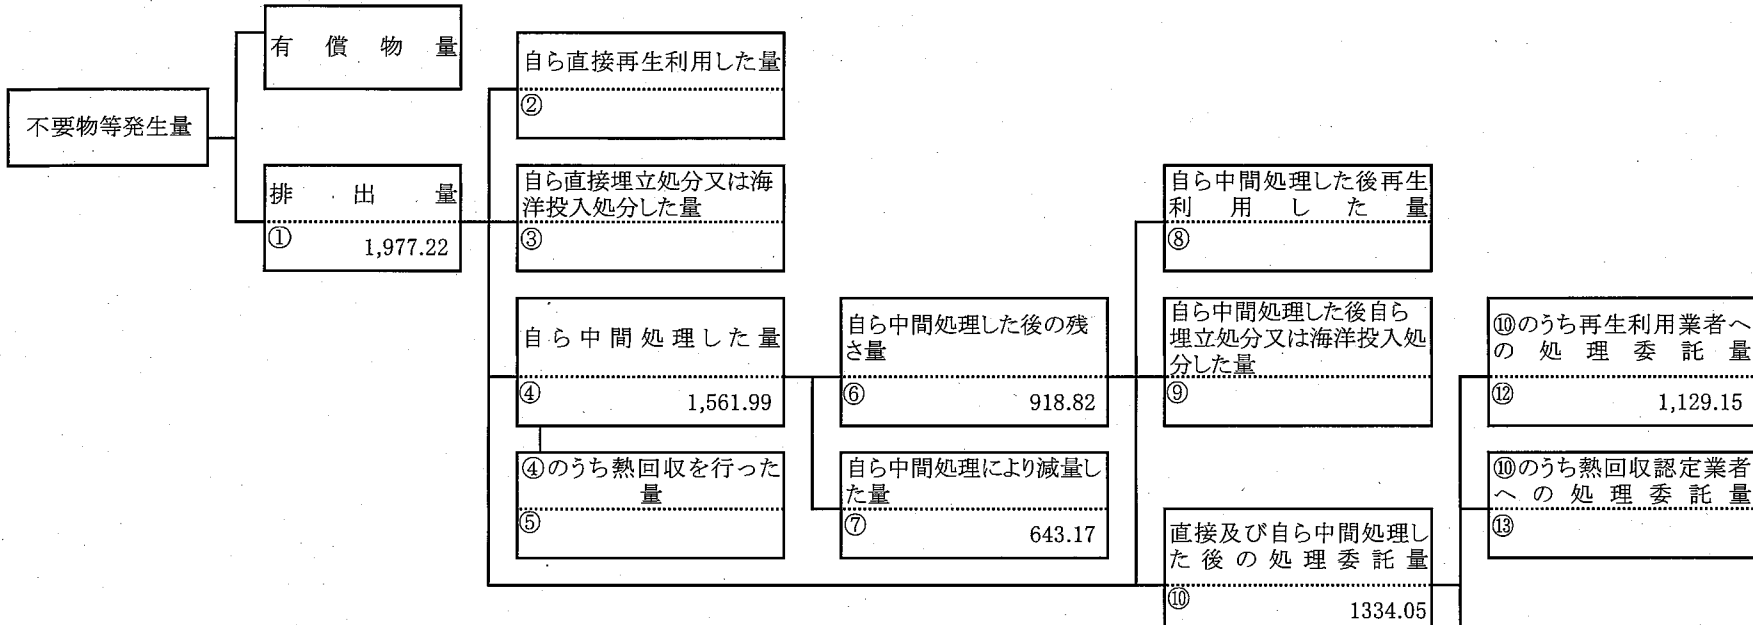 不要物等発生量
有償物量
排出量
① 1,977.22
自ら直接再生利用した量
②
自ら直接埋立処分又は海
洋投入処分した量
③
自ら中間処理した量
④ 1,561.99
④のうち熱回収を行った
量
⑤
自ら中間処理した後の残
さ量
⑥ 918.82
自ら中間処理により減量し
た量
⑦ 643.17
自ら中間処理した後再生
利用した量
⑧
自ら中間処理した後自ら
埋立処分又は海洋投入処
分した量
⑨
直接及び自ら中間処理し
た後の処理委託量
⑩ 1334.05
⑩のうち再生利用業者へ
の処理委託量
⑫ 1,129.15
⑩のうち熱回収認定業者
への処理委託量
⑬